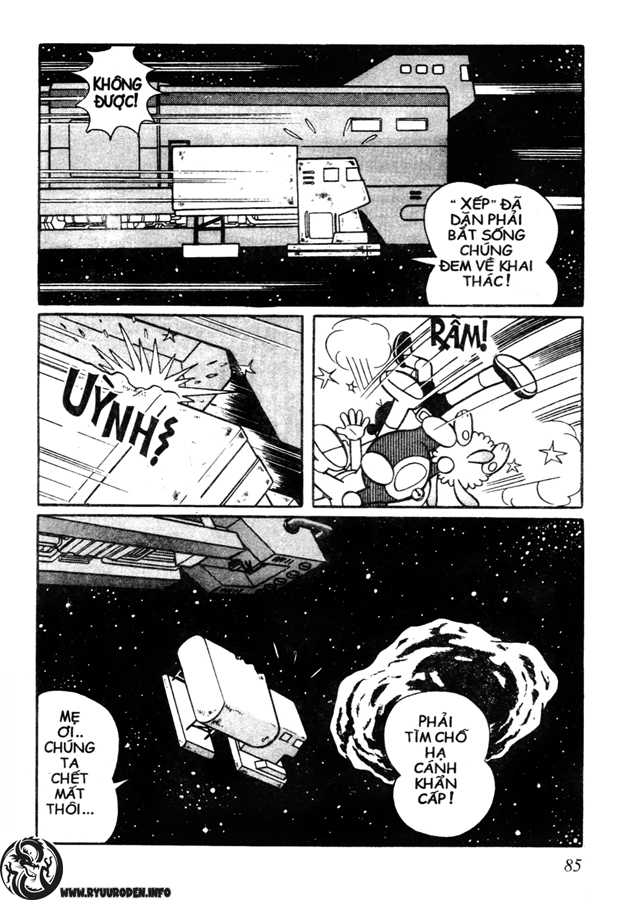 KHÔNG
ĐƯỢC!
" XẾP" ĐÃ
DẶN PHẢI
BẮT SỐNG
CHÚNG
ĐEM VỀ KHAI
THÁC!
UỲNH!
RẦM!
MẸ
ƠI..
CHÚNG
TA
CHẾT
MẤT
THÔI...
PHẢI
TÌM CHỖ
HẠ
CÁNH
KHẨN
CẤP!
85
WWW.RYUURODEN.INFO